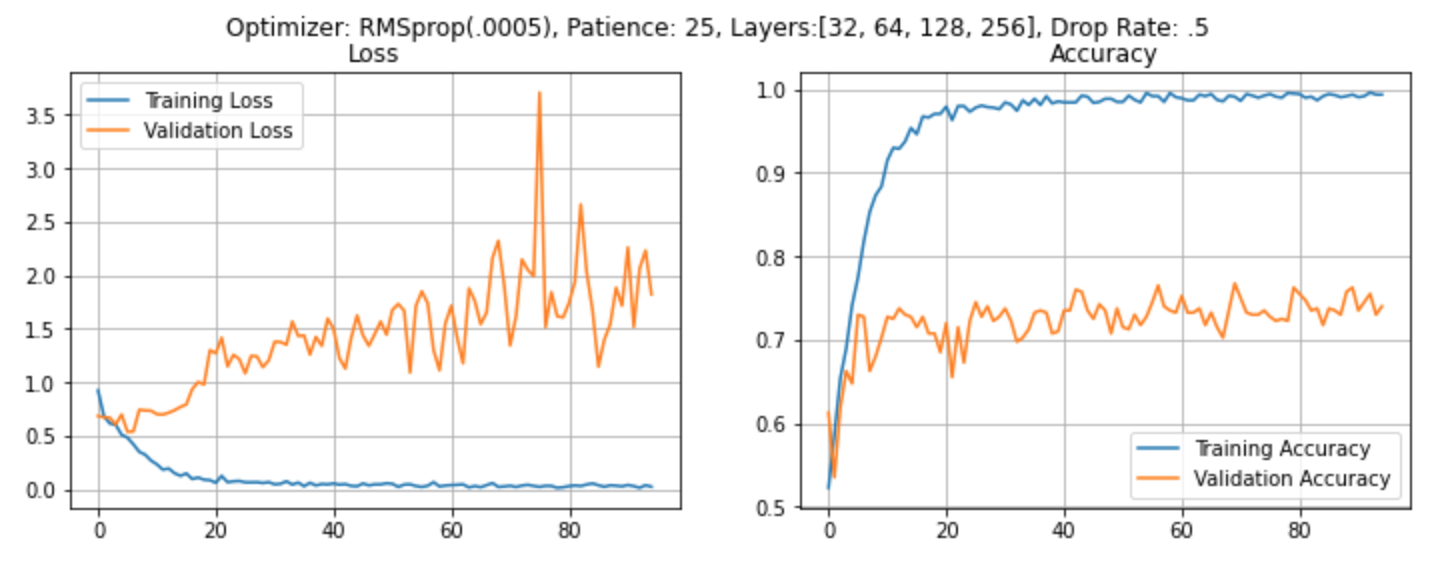 Optimizer: RMSprop(.0005), Patience: 25, Layers:[32, 64, 128, 256], Drop Rate: .5
Loss
Training Loss
Validation Loss
3.5
3.0
2.5
2.0
1.5
1.0
0.5
0.0
0 20 40 60 80
Accuracy
1.0
0.9
0.8
0.7
0.6
0.5
Training Accuracy
Validation Accuracy
0 20 40 60 80